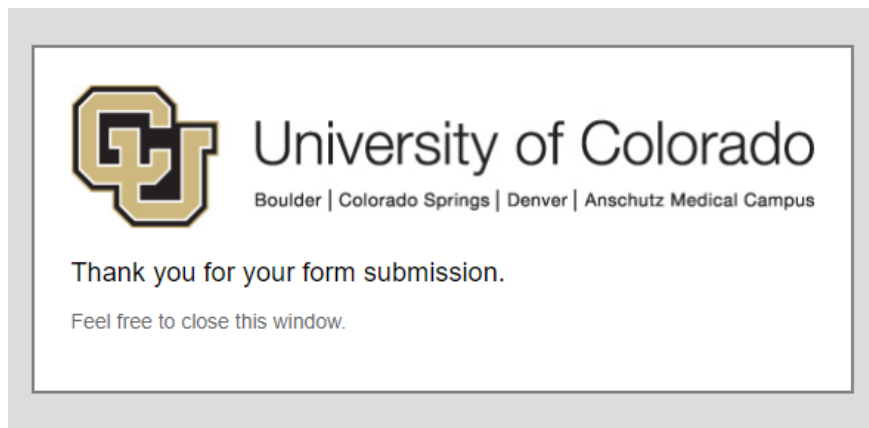 CU
University of Colorado
Boulder | Colorado Springs | Denver | Anschutz Medical Campus
Thank you for your form submission.
Feel free to close this window.